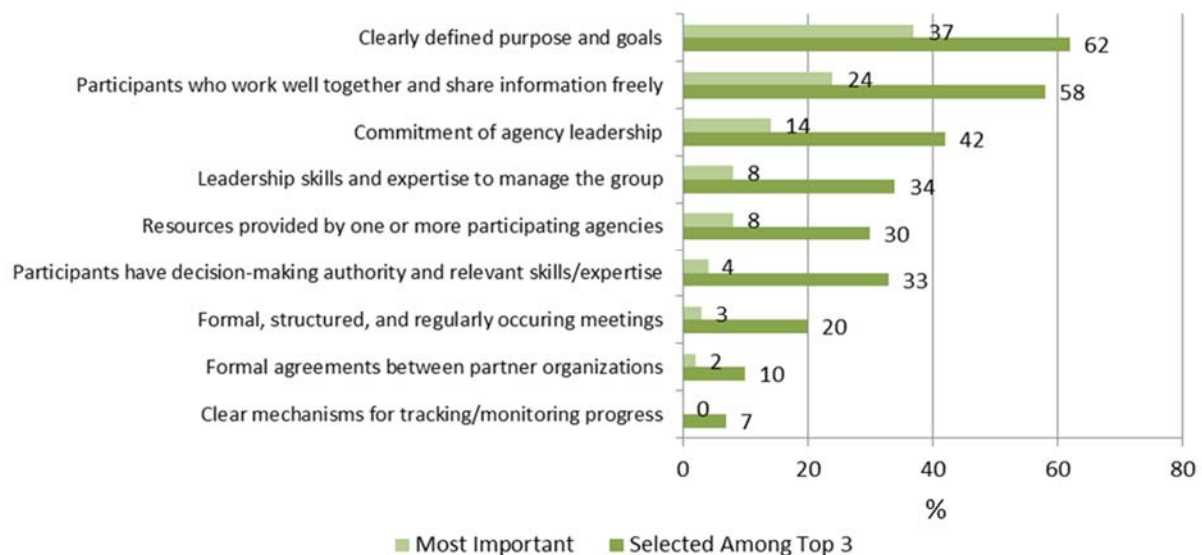 Clearly defined purpose and goals
37
62
Participants who work well together and share information freely
24
58
Commitment of agency leadership
14
42
Leadership skills and expertise to manage the group
8
34
Resources provided by one or more participating agencies
8
30
Participants have decision-making authority and relevant skills/expertise
4
33
Formal, structured, and regularly occuring meetings
3
20
Formal agreements between partner organizations
2
10
Clear mechanisms for tracking/monitoring progress
0
7
0 20 40 60 80
%
Most Important Selected Among Top 3